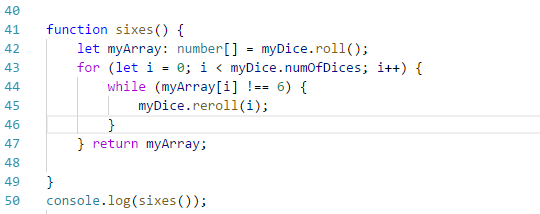 40
41 function sixes() {
42     let myArray: number[] = myDice.roll();
43     for (let i = 0; i < myDice.numOfDices; i++) {
44         while (myArray[i] !== 6) {
45             myDice.reroll(i);
46         }
47     } return myArray;
48
49 }
50 console.log(sixes());